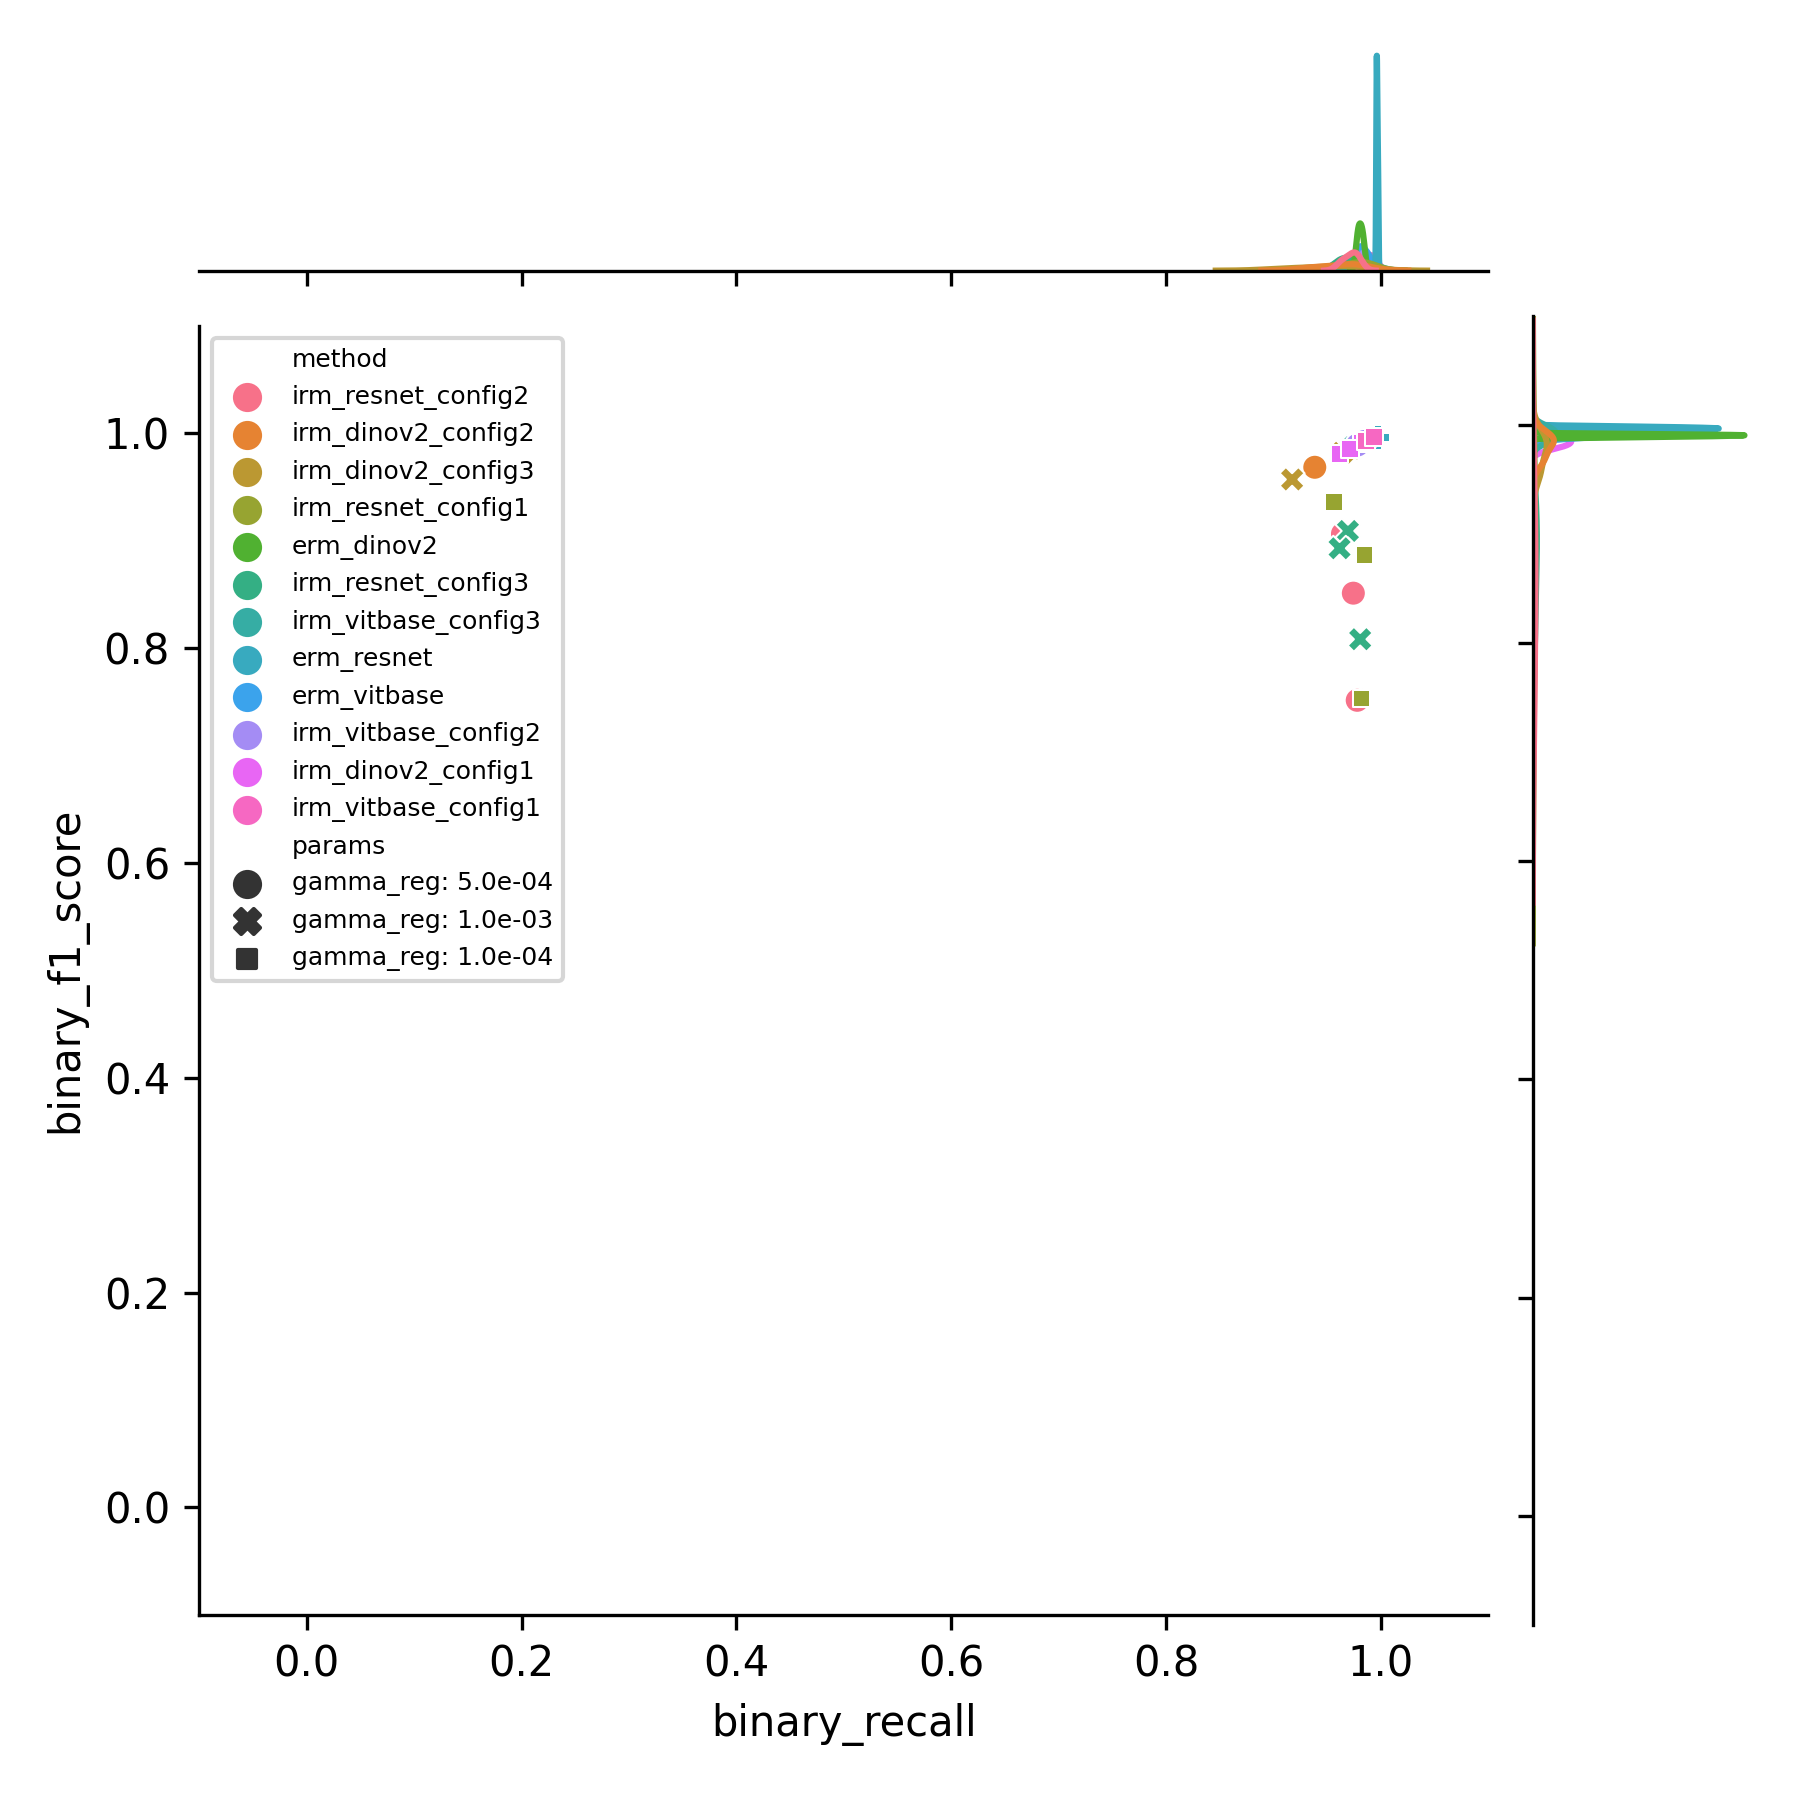 method
irm_resnet_config2
irm_dinov2_config2
irm_dinov2_config3
irm_resnet_config1
erm_dinov2
irm_resnet_config3
irm_vitbase_config3
erm_resnet
erm_vitbase
irm_vitbase_config2
irm_dinov2_config1
irm_vitbase_config1
params
gamma_reg: 5.0e-04
gamma_reg: 1.0e-03
gamma_reg: 1.0e-04
binary_f1_score
1.0
0.8
0.6
0.4
0.2
0.0
0.0 0.2 0.4 0.6 0.8 1.0
binary_recall